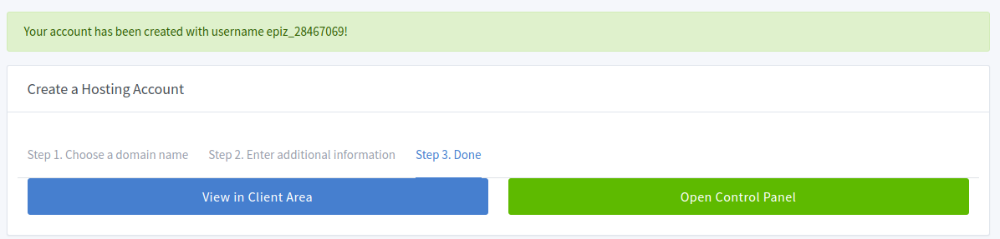 Your account has been created with username epiz_28467069!
Create a Hosting Account
Step 1. Choose a domain name Step 2. Enter additional information Step 3. Done
View in Client Area Open Control Panel